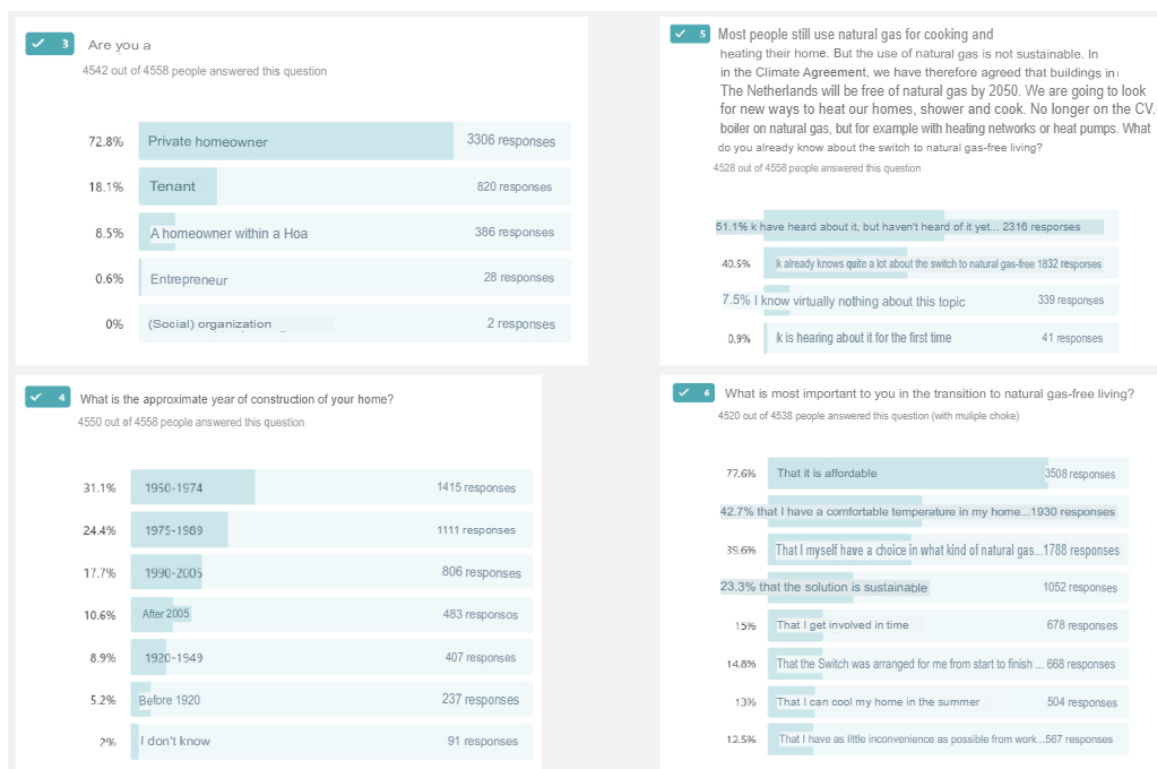 3 Are you a
4542 out of 4558 people answered this question
72.8% Private homeowner 3306 responses
18.1% Tenant 820 responses
8.5% A homeowner within a Hoa 386 responses
0.6% Entrepreneur 28 responses
0% (Social) organization 2 responses
4 What is the approximate year of construction of your home?
4550 out of 4558 people answered this question
31.1% 1950-1974 1415 responses
24.4% 1975-1989 1111 responses
17.7% 1990-2005 806 responses
10.6% After 2005 483 responsos
8.9% 1920-1949 407 responses
5.2% Before 1920 237 responses
2% I don't know 91 responses
5 Most people still use natural gas for cooking and
heating their home. But the use of natural gas is not sustainable. In
in the Climate Agreement, we have therefore agreed that buildings in
The Netherlands will be free of natural gas by 2050. We are going to look
for new ways to heat our homes, shower and cook. No longer on the CV.
boiler on natural gas, but for example with heating networks or heat pumps. What
do you already know about the switch to natural gas-free living?
4528 out of 4558 people answered this question
51.1% k have heard about it, but haven't heard of it yet... 2316 resporses
40.5% k already knows quite a lot about the switch to natural gas-free 1832 responses
7.5% I know virtually nothing about this topic 339 responses
0.9% k is hearing about it for the first time 41 responses
6 What is most important to you in the transition to natural gas-free living?
4520 out of 4538 people answered this question (with muliple choke)
77.6% That it is affordable 3508 responses
42.7% that I have a comfortable temperature in my home...1930 responses
39.6% That I myself have a choice in what kind of natural gas...1788 responses
23.3% that the solution is sustainable 1052 responses
15% That I get involved in time 678 responses
14.8% That the Switch was arranged for me from start to finish ... 668 responses
13% That I can cool my home in the summer 504 responses
12.5% That I have as little inconvenience as possible from work...567 responses